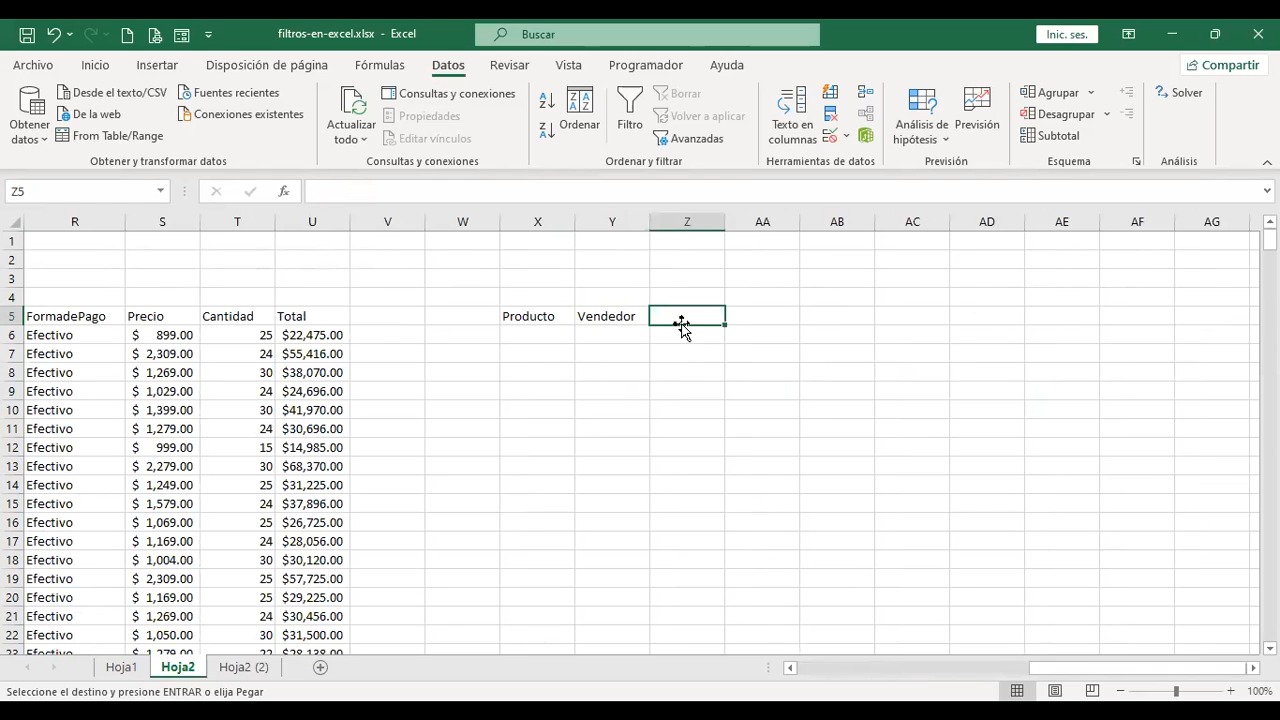 filtros-en-excel.xlsx - Excel
Buscar
Inic. ses.
Archivo Inicio Insertar Disposición de página Fórmulas Datos Revisar Vista Programador Ayuda Compartir
Obtener datos
Desde el texto/CSV
De la web
From Table/Range
Fuentes recientes
Conexiones existentes
Obtener y transformar datos
Actualizar todo
Consultas y conexiones
Propiedades
Editar vínculos
Consultas y conexiones
Ordenar
Filtro
Borrar
Volver a aplicar
Avanzadas
Ordenar y filtrar
Texto en columnas
Herramientas de datos
Análisis de hipótesis
Previsión
Previsión
Agrupar
Desagrupar
Subtotal
Esquema
Solver
Análisis
Z5
fx
R S T U V W X Y Z AA AB AC AD AE AF AG
1
2
3
4
5 FormadePago Precio Cantidad Total Producto Vendedor
6 Efectivo $ 899.00 25 $22,475.00
7 Efectivo $ 2,309.00 24 $55,416.00
8 Efectivo $ 1,269.00 30 $38,070.00
9 Efectivo $ 1,029.00 24 $24,696.00
10 Efectivo $ 1,399.00 30 $41,970.00
11 Efectivo $ 1,279.00 24 $30,696.00
12 Efectivo $ 999.00 15 $14,985.00
13 Efectivo $ 2,279.00 30 $68,370.00
14 Efectivo $ 1,249.00 25 $31,225.00
15 Efectivo $ 1,579.00 24 $37,896.00
16 Efectivo $ 1,069.00 25 $26,725.00
17 Efectivo $ 1,169.00 24 $28,056.00
18 Efectivo $ 1,004.00 30 $30,120.00
19 Efectivo $ 2,309.00 25 $57,725.00
20 Efectivo $ 1,169.00 25 $29,225.00
21 Efectivo $ 1,269.00 24 $30,456.00
22 Efectivo $ 1,050.00 30 $31,500.00
23 Efectivo $ 1,279.00 22 $28,138.00
Hoja1 Hoja2 Hoja2 (2)
Seleccione el destino y presione ENTRAR o elija Pegar
100%